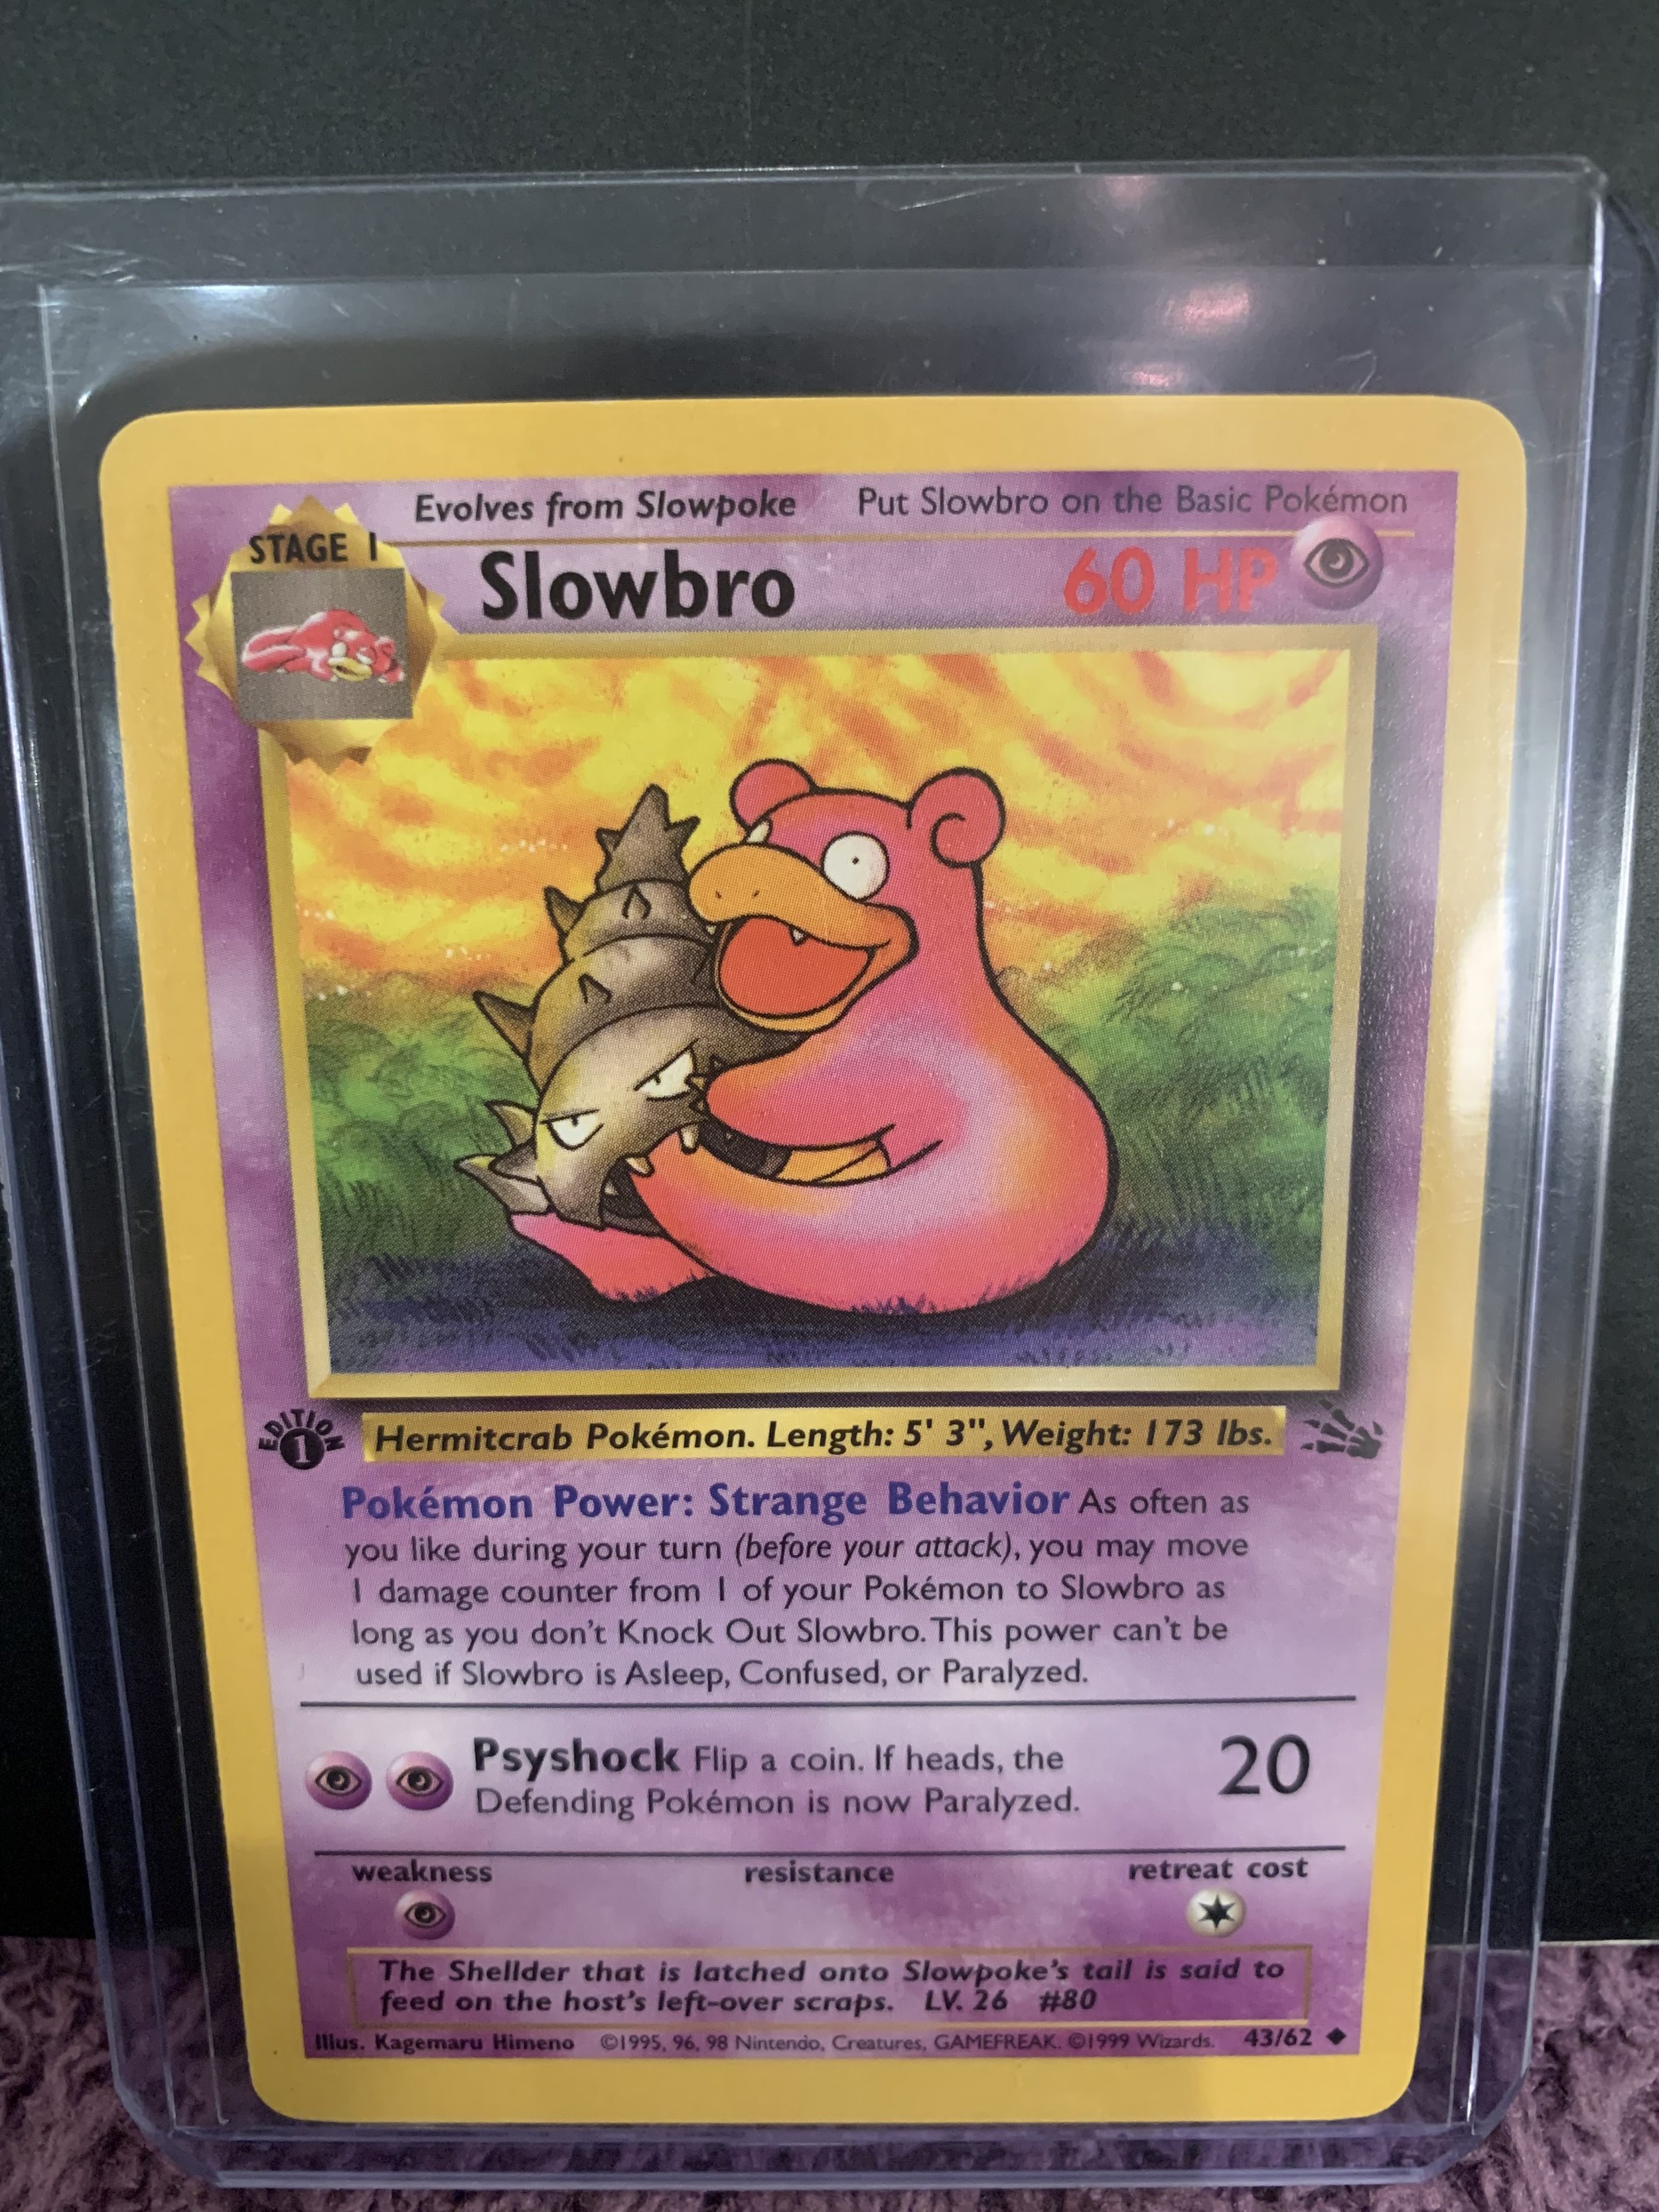 Evolves from Slowpoke Put Slowbro on the Basic Pokémon
STAGE 1
Slowbro 60 HP
EDITION 1
Hermitcrab Pokémon. Length: 5' 3", Weight: 173 lbs.
Pokémon Power: Strange Behavior As often as
you like during your turn (before your attack), you may move
1 damage counter from 1 of your Pokémon to Slowbro as
long as you don't Knock Out Slowbro. This power can't be
used if Slowbro is Asleep, Confused, or Paralyzed.
Psyshock Flip a coin. If heads, the
Defending Pokémon is now Paralyzed.
20
weakness resistance retreat cost
The Shellder that is latched onto Slowpoke's tail is said to
feed on the host's left-over scraps. LV. 26 #80
Illus. Kagemaru Himeno ©1995, 96, 98 Nintendo, Creatures, GAMEFREAK. ©1999 Wizards. 43/62